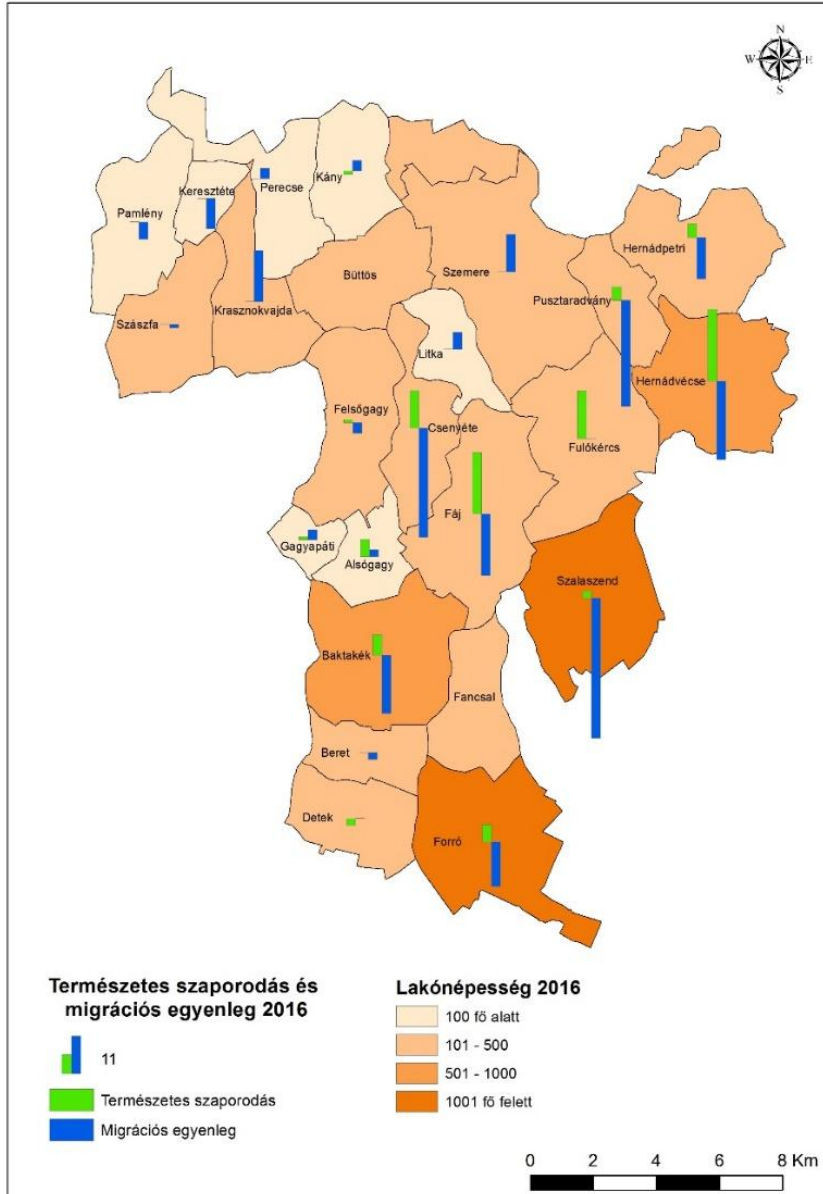 N
W E
S
Keresztéte
Perecse
Kány
Pamlény
Hernádpetri
Büttös
Szemere
Pusztaradvány
Krasznokvajda
Szászfa
Litka
Hernádvécse
Felsőgagy
Csenyéte
Fulókércs
Fáj
Gagyapáti
Alsógagy
Szalaszend
Baktakék
Fancsal
Beret
Detek
Forró
Természetes szaporodás és
migrációs egyenleg 2016
11
Természetes szaporodás
Migrációs egyenleg
Lakónépesség 2016
100 fő alatt
101 - 500
501 - 1000
1001 fő felett
0 2 4 6 8 Km